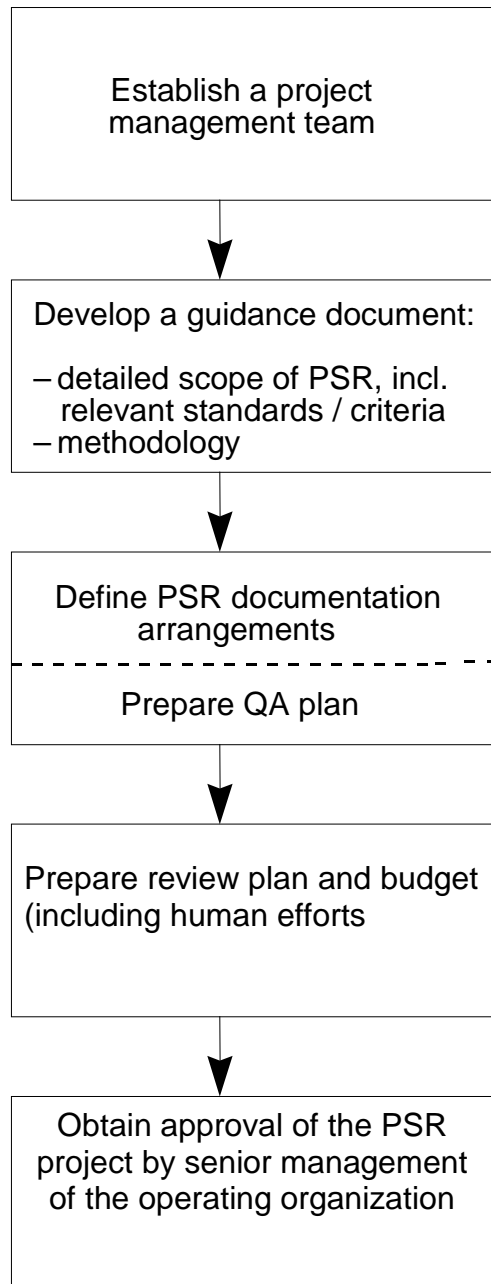 Establish a project
management team
Develop a guidance document:
– detailed scope of PSR, incl.
relevant standards / criteria
– methodology
Define PSR documentation
arrangements
Prepare QA plan
Prepare review plan and budget
(including human efforts
Obtain approval of the PSR
project by senior management
of the operating organization